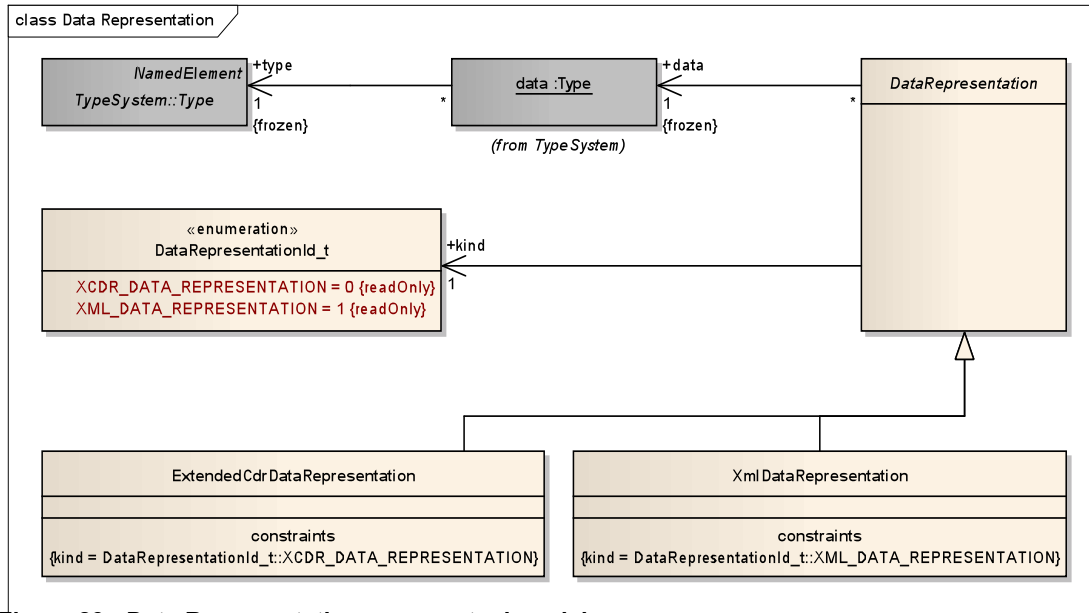 class Data Representation
NamedElement
TypeSystem::Type
+type
1
{frozen}
*
data :Type
(from TypeSystem)
+data
1
{frozen}
*
DataRepresentation
«enumeration»
DataRepresentationId_t
XCDR_DATA_REPRESENTATION = 0 {readOnly}
XML_DATA_REPRESENTATION = 1 {readOnly}
+kind
1
ExtendedCdrDataRepresentation
constraints
{kind = DataRepresentationId_t::XCDR_DATA_REPRESENTATION}
XmlDataRepresentation
constraints
{kind = DataRepresentationId_t::XML_DATA_REPRESENTATION}